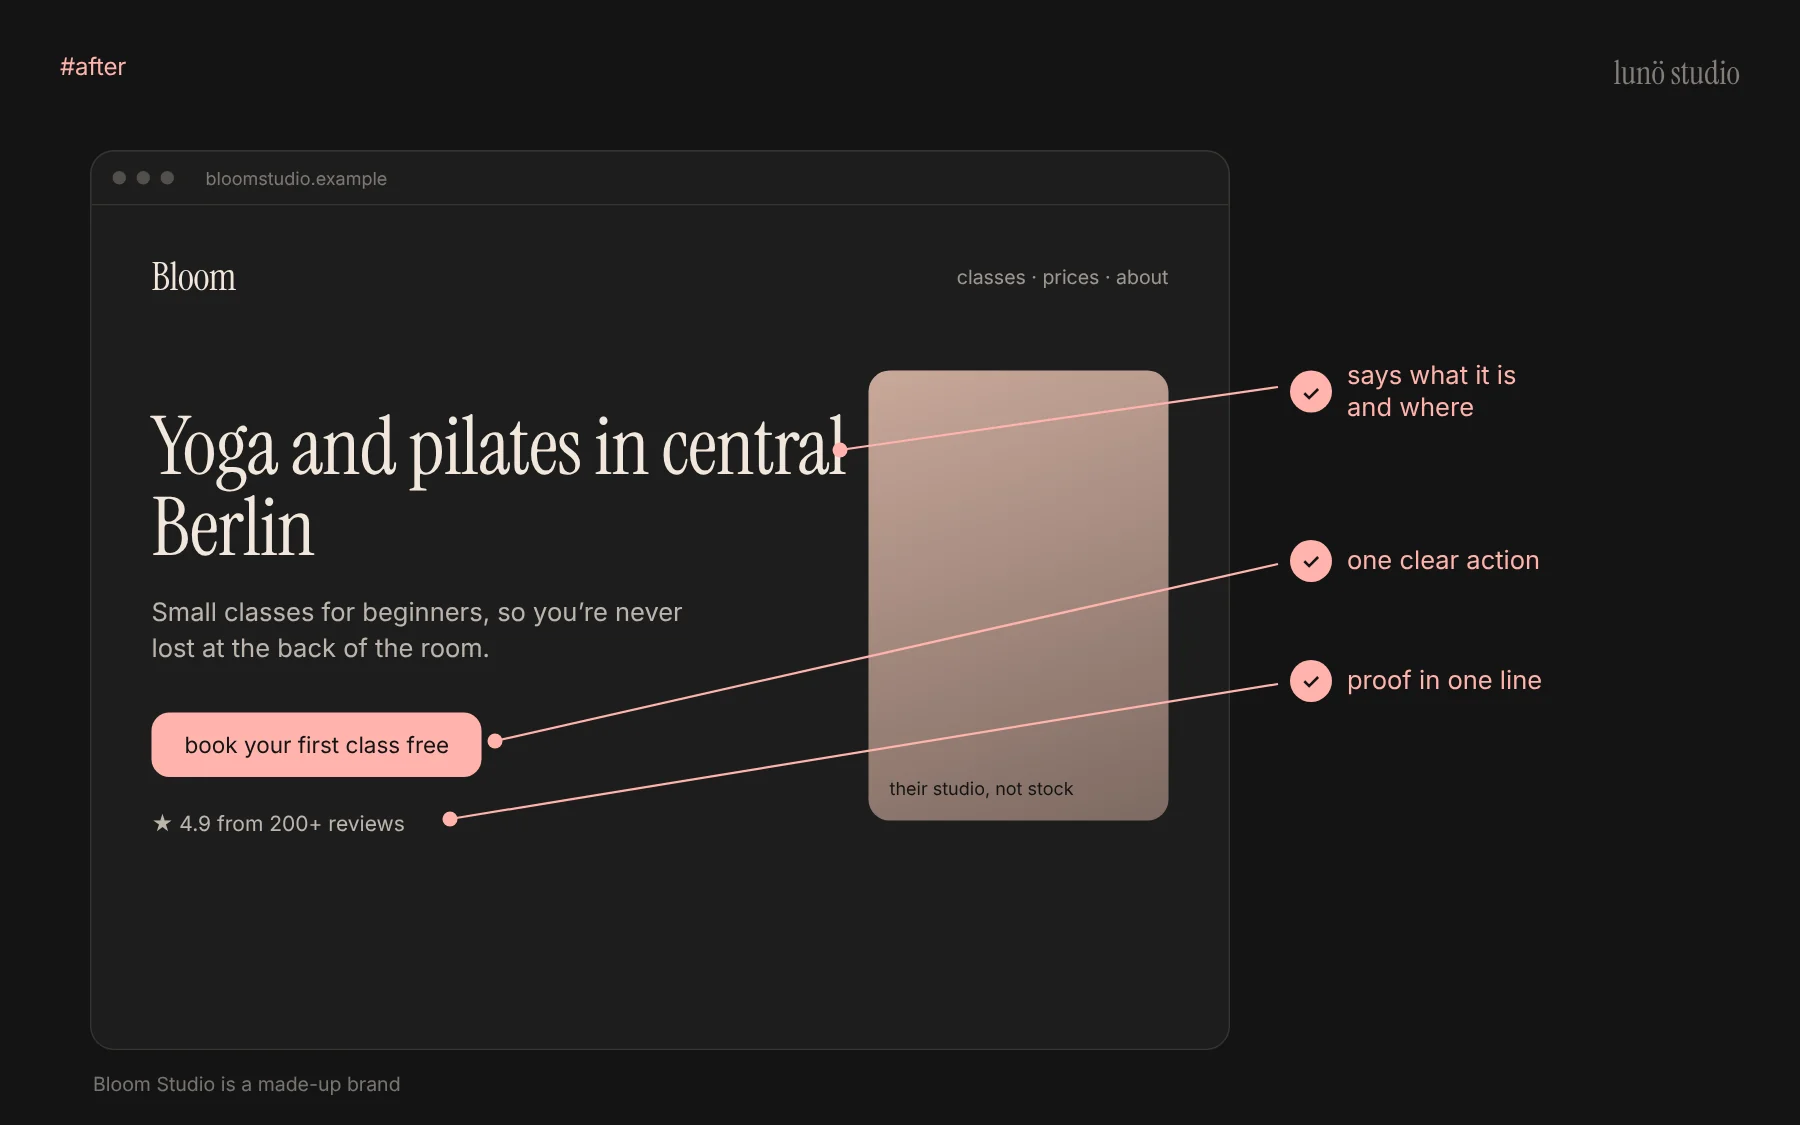 #after
lunö studio
bloomstudio.example
Bloom
classes · prices · about
Yoga and pilates in central
Berlin
Small classes for beginners, so you’re never
lost at the back of the room.
book your first class free
★ 4.9 from 200+ reviews
their studio, not stock
says what it is
and where
one clear action
proof in one line
Bloom Studio is a made-up brand